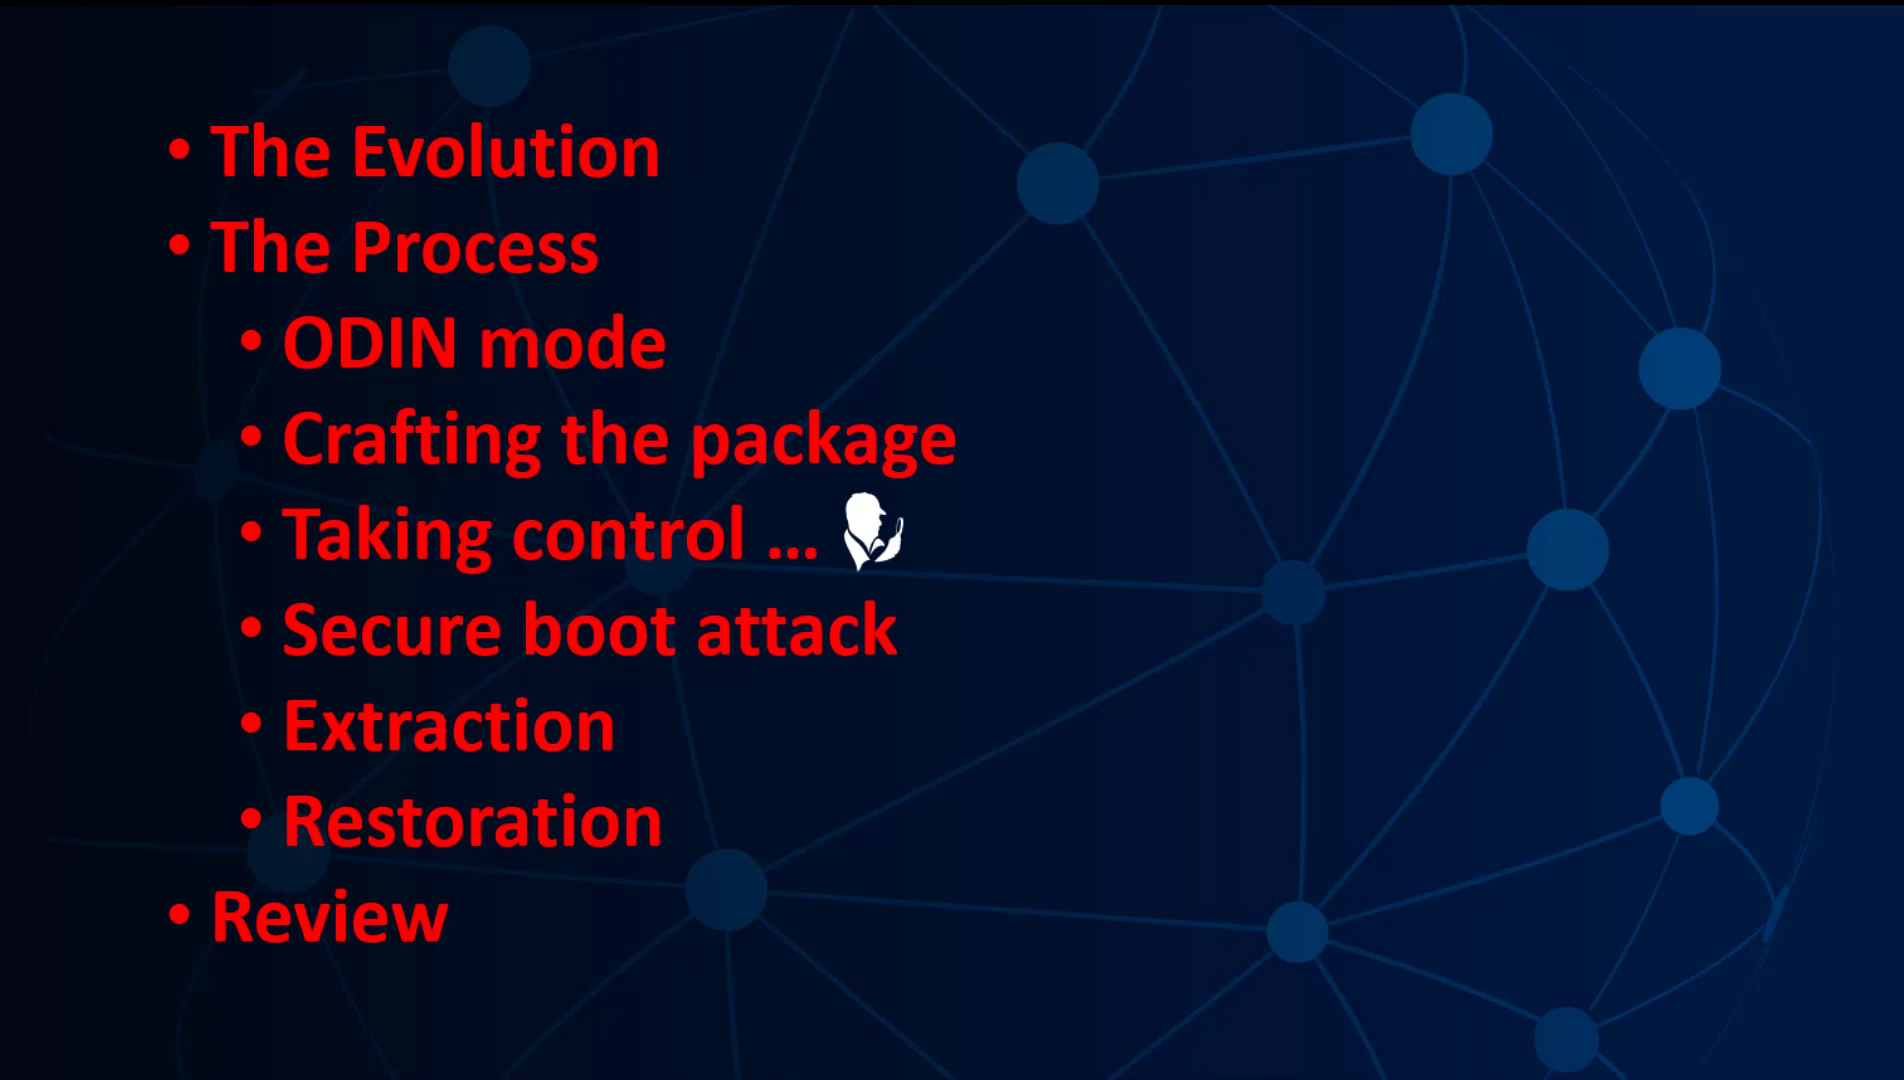 • The Evolution
• The Process
• ODIN mode
• Crafting the package
• Taking control ...
• Secure boot attack
• Extraction
• Restoration
• Review